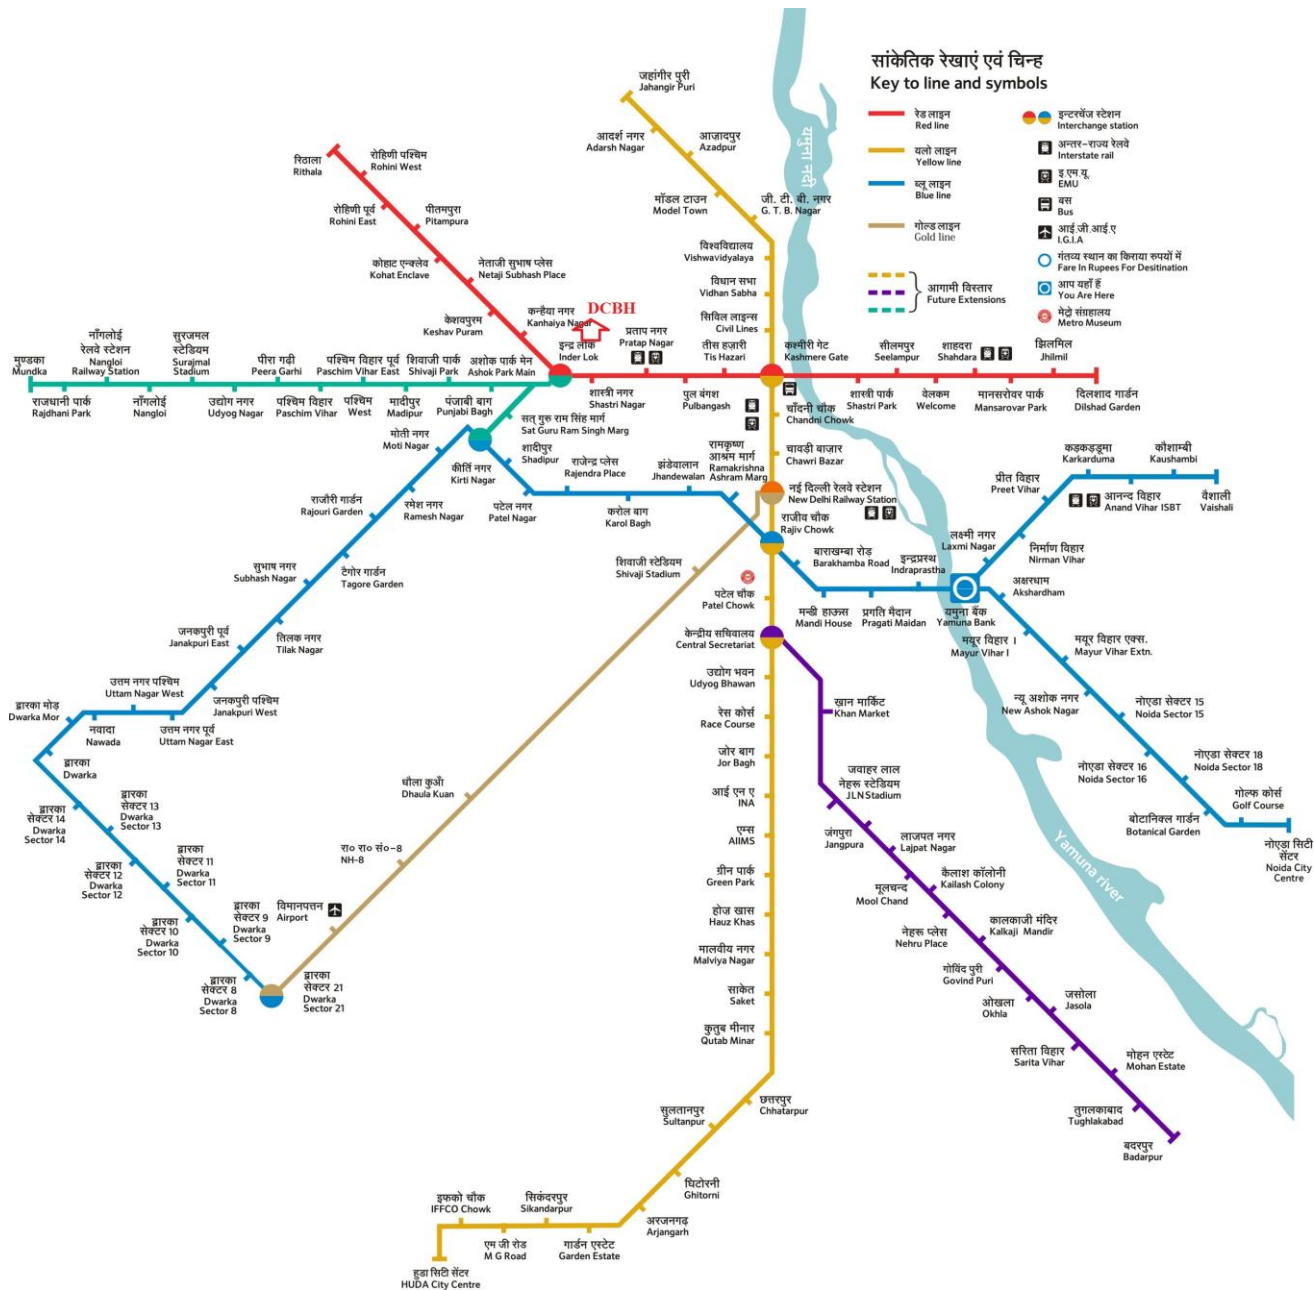 सांकेतिक रेखाएं एवं चिन्ह
Key to line and symbols
रेड लाइन
Red line
यलो लाइन
Yellow line
ब्लू लाइन
Blue line
गोल्ड लाइन
Gold line
आगामी विस्तार
Future Extensions
इन्टरचेंज स्टेशन
Interchange station
अन्तर-राज्य रेलवे
Interstate rail
इ.एम.यू.
EMU
बस
Bus
आई.जी.आई.ए
I.G.I.A
गंतव्य स्थान का किराया रुपयों में
Fare In Rupees For Desitination
आप यहाँ हैं
You Are Here
मेट्रो संग्रहालय
Metro Museum
यमुना नदी
Yamuna river
जहांगीर पुरी
Jahangir Puri
आदर्श नगर
Adarsh Nagar
आज़ादपुर
Azadpur
मॉडल टाउन
Model Town
जी. टी. बी. नगर
G. T. B. Nagar
विश्वविद्यालय
Vishwavidyalaya
विधान सभा
Vidhan Sabha
सिविल लाइन्स
Civil Lines
कश्मीरी गेट
Kashmere Gate
रिठाला
Rithala
रोहिणी पश्चिम
Rohini West
रोहिणी पूर्व
Rohini East
पीतमपुरा
Pitampura
कोहाट एन्क्लेव
Kohat Enclave
नेताजी सुभाष प्लेस
Netaji Subhash Place
केशवपुरम
Keshav Puram
कन्हैया नगर
Kanhaiya Nagar
DCBH
इन्द्र लोक
Inder Lok
शास्त्री नगर
Shastri Nagar
प्रताप नगर
Pratap Nagar
पुल बंगश
Pulbangash
तीस हज़ारी
Tis Hazari
शास्त्री पार्क
Shastri Park
सीलमपुर
Seelampur
वेलकम
Welcome
शाहदरा
Shahdara
मानसरोवर पार्क
Mansarovar Park
झिलमिल
Jhilmil
दिलशाद गार्डन
Dilshad Garden
मुण्डका
Mundka
राजधानी पार्क
Rajdhani Park
नाँगलोई
रेलवे स्टेशन
Nangloi
Railway Station
नाँगलोई
Nangloi
सुरजमल
स्टेडियम
Surajmal
Stadium
उद्योग नगर
Udyog Nagar
पीरा गढ़ी
Peera Garhi
पश्चिम विहार
Paschim Vihar
पश्चिम
West
पश्चिम विहार पूर्व
Paschim Vihar East
मादीपुर
Madipur
शिवाजी पार्क
Shivaji Park
पंजाबी बाग
Punjabi Bagh
अशोक पार्क मेन
Ashok Park Main
सत् गुरु राम सिंह मार्ग
Sat Guru Ram Singh Marg
कीर्ति नगर
Kirti Nagar
मोती नगर
Moti Nagar
रमेश नगर
Ramesh Nagar
राजौरी गार्डन
Rajouri Garden
टैगोर गार्डन
Tagore Garden
सुभाष नगर
Subhash Nagar
तिलक नगर
Tilak Nagar
जनकपुरी पूर्व
Janakpuri East
जनकपुरी पश्चिम
Janakpuri West
उत्तम नगर पूर्व
Uttam Nagar East
उत्तम नगर पश्चिम
Uttam Nagar West
नवादा
Nawada
द्वारका मोड़
Dwarka Mor
द्वारका
Dwarka
द्वारका
सेक्टर 14
Dwarka
Sector 14
द्वारका
सेक्टर 13
Dwarka
Sector 13
द्वारका
सेक्टर 12
Dwarka
Sector 12
द्वारका
सेक्टर 11
Dwarka
Sector 11
द्वारका
सेक्टर 10
Dwarka
Sector 10
द्वारका
सेक्टर 9
Dwarka
Sector 9
द्वारका
सेक्टर 8
Dwarka
Sector 8
द्वारका
सेक्टर 21
Dwarka
Sector 21
विमानपत्तन
Airport
रा० रा० सं०-8
NH-8
धौला कुआँ
Dhaula Kuan
शिवाजी स्टेडियम
Shivaji Stadium
शादीपुर
Shadipur
पटेल नगर
Patel Nagar
राजेन्द्र प्लेस
Rajendra Place
करोल बाग
Karol Bagh
झंडेवालान
Jhandewalan
रामकृष्ण
आश्रम मार्ग
Ramakrishna
Ashram Marg
चाँदनी चौक
Chandni Chowk
चावड़ी बाज़ार
Chawri Bazar
नई दिल्ली रेलवे स्टेशन
New Delhi Railway Station
राजीव चौक
Rajiv Chowk
बाराखम्बा रोड़
Barakhamba Road
मन्डी हाऊस
Mandi House
प्रगति मैदान
Pragati Maidan
इन्द्रप्रस्थ
Indraprastha
यमुना बैंक
Yamuna Bank
लक्ष्मी नगर
Laxmi Nagar
निर्माण विहार
Nirman Vihar
प्रीत विहार
Preet Vihar
कड़कड़डूमा
Karkarduma
आनन्द विहार
Anand Vihar ISBT
कौशाम्बी
Kaushambi
वैशाली
Vaishali
अक्षरधाम
Akshardham
मयूर विहार ।
Mayur Vihar I
मयूर विहार एक्स.
Mayur Vihar Extn.
न्यू अशोक नगर
New Ashok Nagar
नोएडा सेक्टर 15
Noida Sector 15
नोएडा सेक्टर 16
Noida Sector 16
नोएडा सेक्टर 18
Noida Sector 18
बोटानिक्ल गार्डन
Botanical Garden
गोल्फ कोर्स
Golf Course
नोएडा सिटी
सेंटर
Noida City
Centre
पटेल चौक
Patel Chowk
केन्द्रीय सचिवालय
Central Secretariat
उद्योग भवन
Udyog Bhawan
रेस कोर्स
Race Course
जोर बाग
Jor Bagh
आई एन ए
INA
एम्स
AIIMS
ग्रीन पार्क
Green Park
होज खास
Hauz Khas
मालवीय नगर
Malviya Nagar
साकेत
Saket
कुतुब मीनार
Qutab Minar
छत्तरपुर
Chhatarpur
सुलतानपुर
Sultanpur
घिटोरनी
Ghitorni
अरजनगढ़
Arjangarh
गार्डन एस्टेट
Garden Estate
सिकंदरपुर
Sikandarpur
एम जी रोड
M G Road
इफको चौक
IFFCO Chowk
हुडा सिटी सेंटर
HUDA City Centre
खान मार्किट
Khan Market
जवाहर लाल
नेहरू स्टेडियम
JLN Stadium
जंगपुरा
Jangpura
लाजपत नगर
Lajpat Nagar
मूलचन्द
Mool Chand
कैलाश कॉलोनी
Kailash Colony
नेहरू प्लेस
Nehru Place
कालकाजी मंदिर
Kalkaji Mandir
गोविंद पुरी
Govind Puri
ओखला
Okhla
जसोला
Jasola
सरिता विहार
Sarita Vihar
मोहन एस्टेट
Mohan Estate
तुगलकाबाद
Tughlakabad
बदरपुर
Badarpur